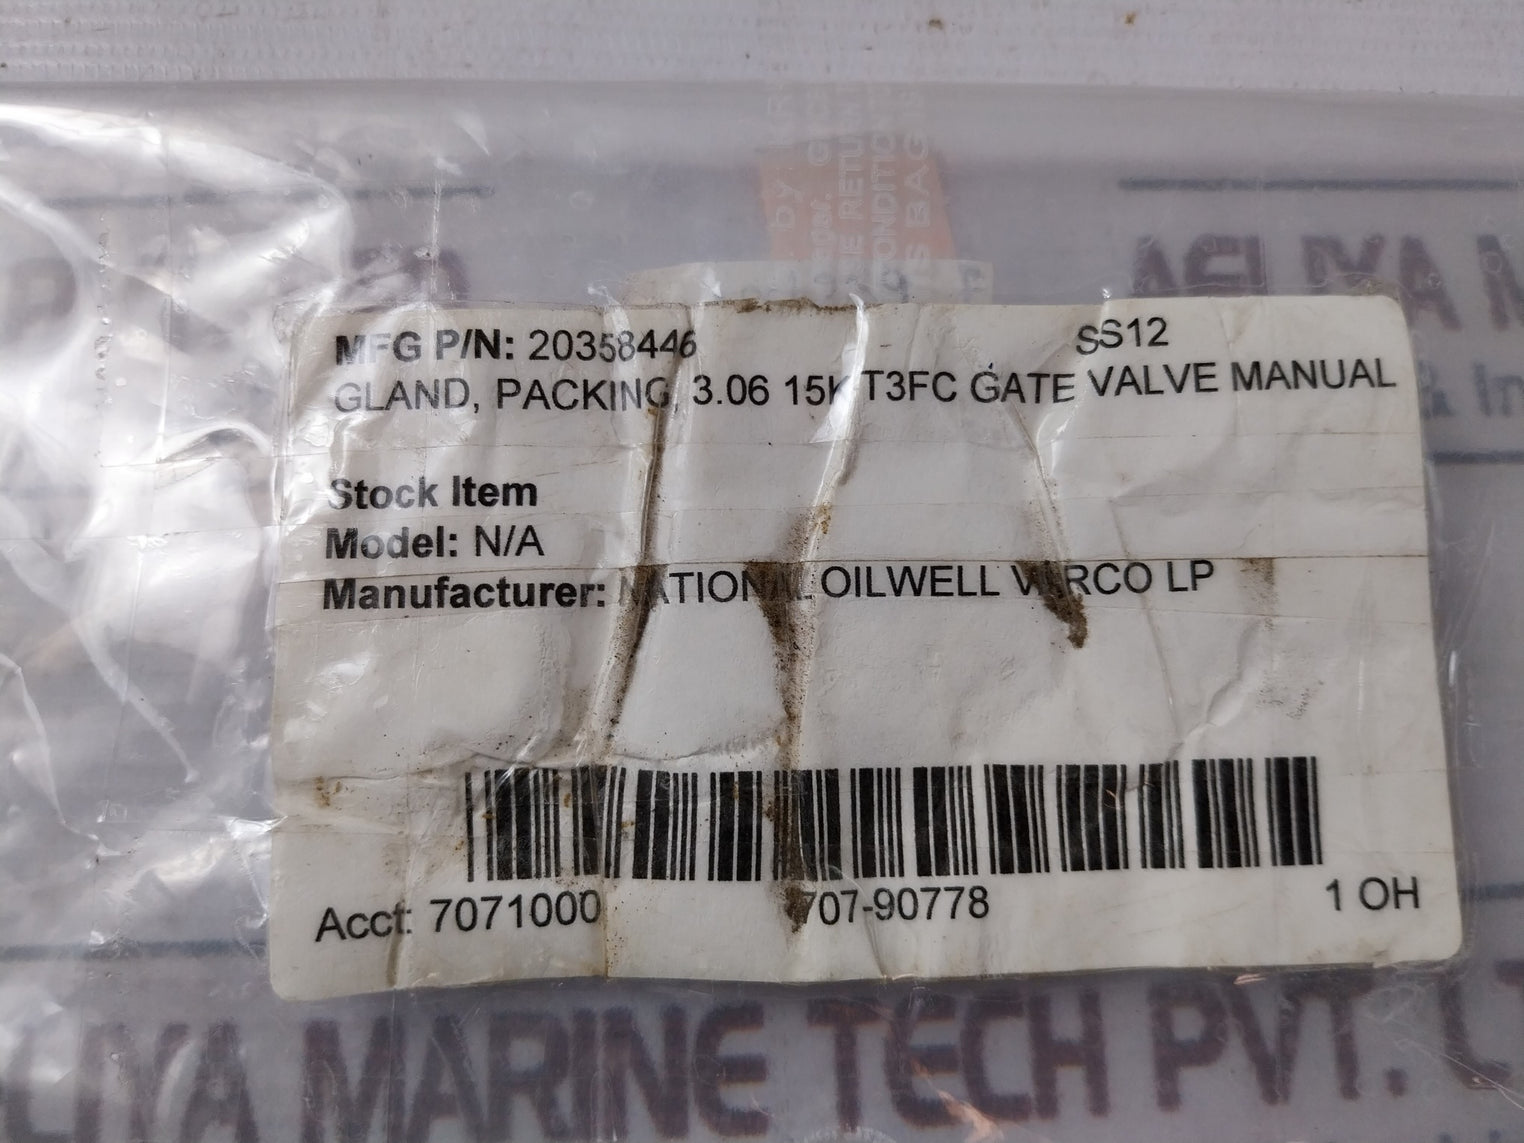 MFG P/N: 20358446 SS12
GLAND, PACKING, 3.06 15K T3FC GATE VALVE MANUAL
Stock Item
Model: N/A
Manufacturer: NATIONAL OILWELL VARCO LP
Acct: 7071000 707-90778 1 OH
MARINE TECH PVT.